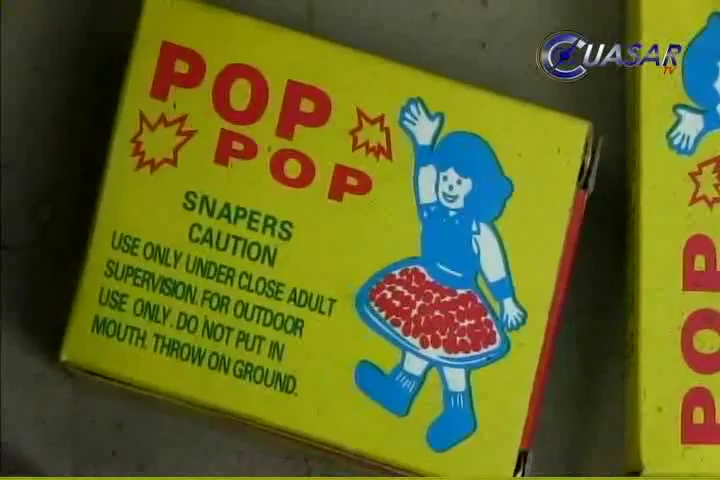 CUASAR
TV
POP
POP
SNAPERS
CAUTION
USE ONLY UNDER CLOSE ADULT
SUPERVISION. FOR OUTDOOR
USE ONLY. DO NOT PUT IN
MOUTH. THROW ON GROUND.
POP